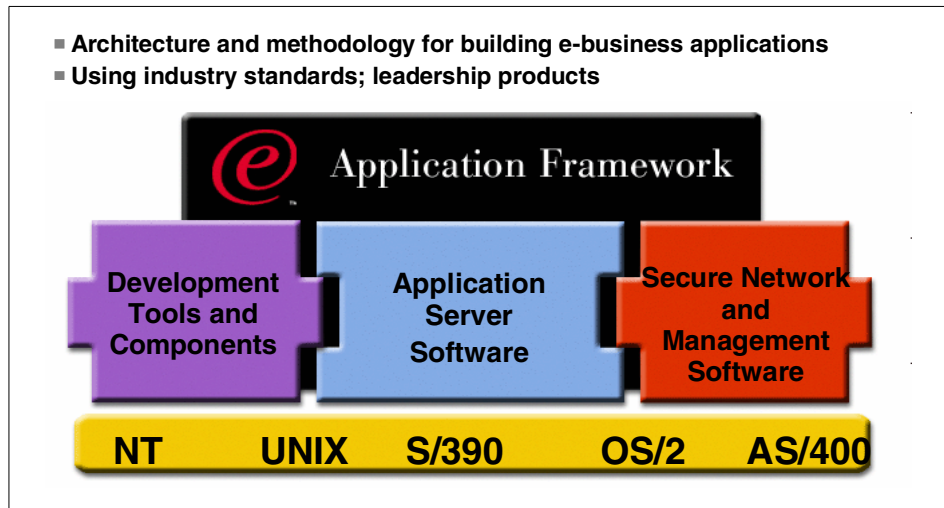 Architecture and methodology for building e-business applications
Using industry standards; leadership products
e Application Framework
™
Development
Tools and
Components
Application
Server
Software
Secure Network
and
Management
Software
NT UNIX S/390 OS/2 AS/400